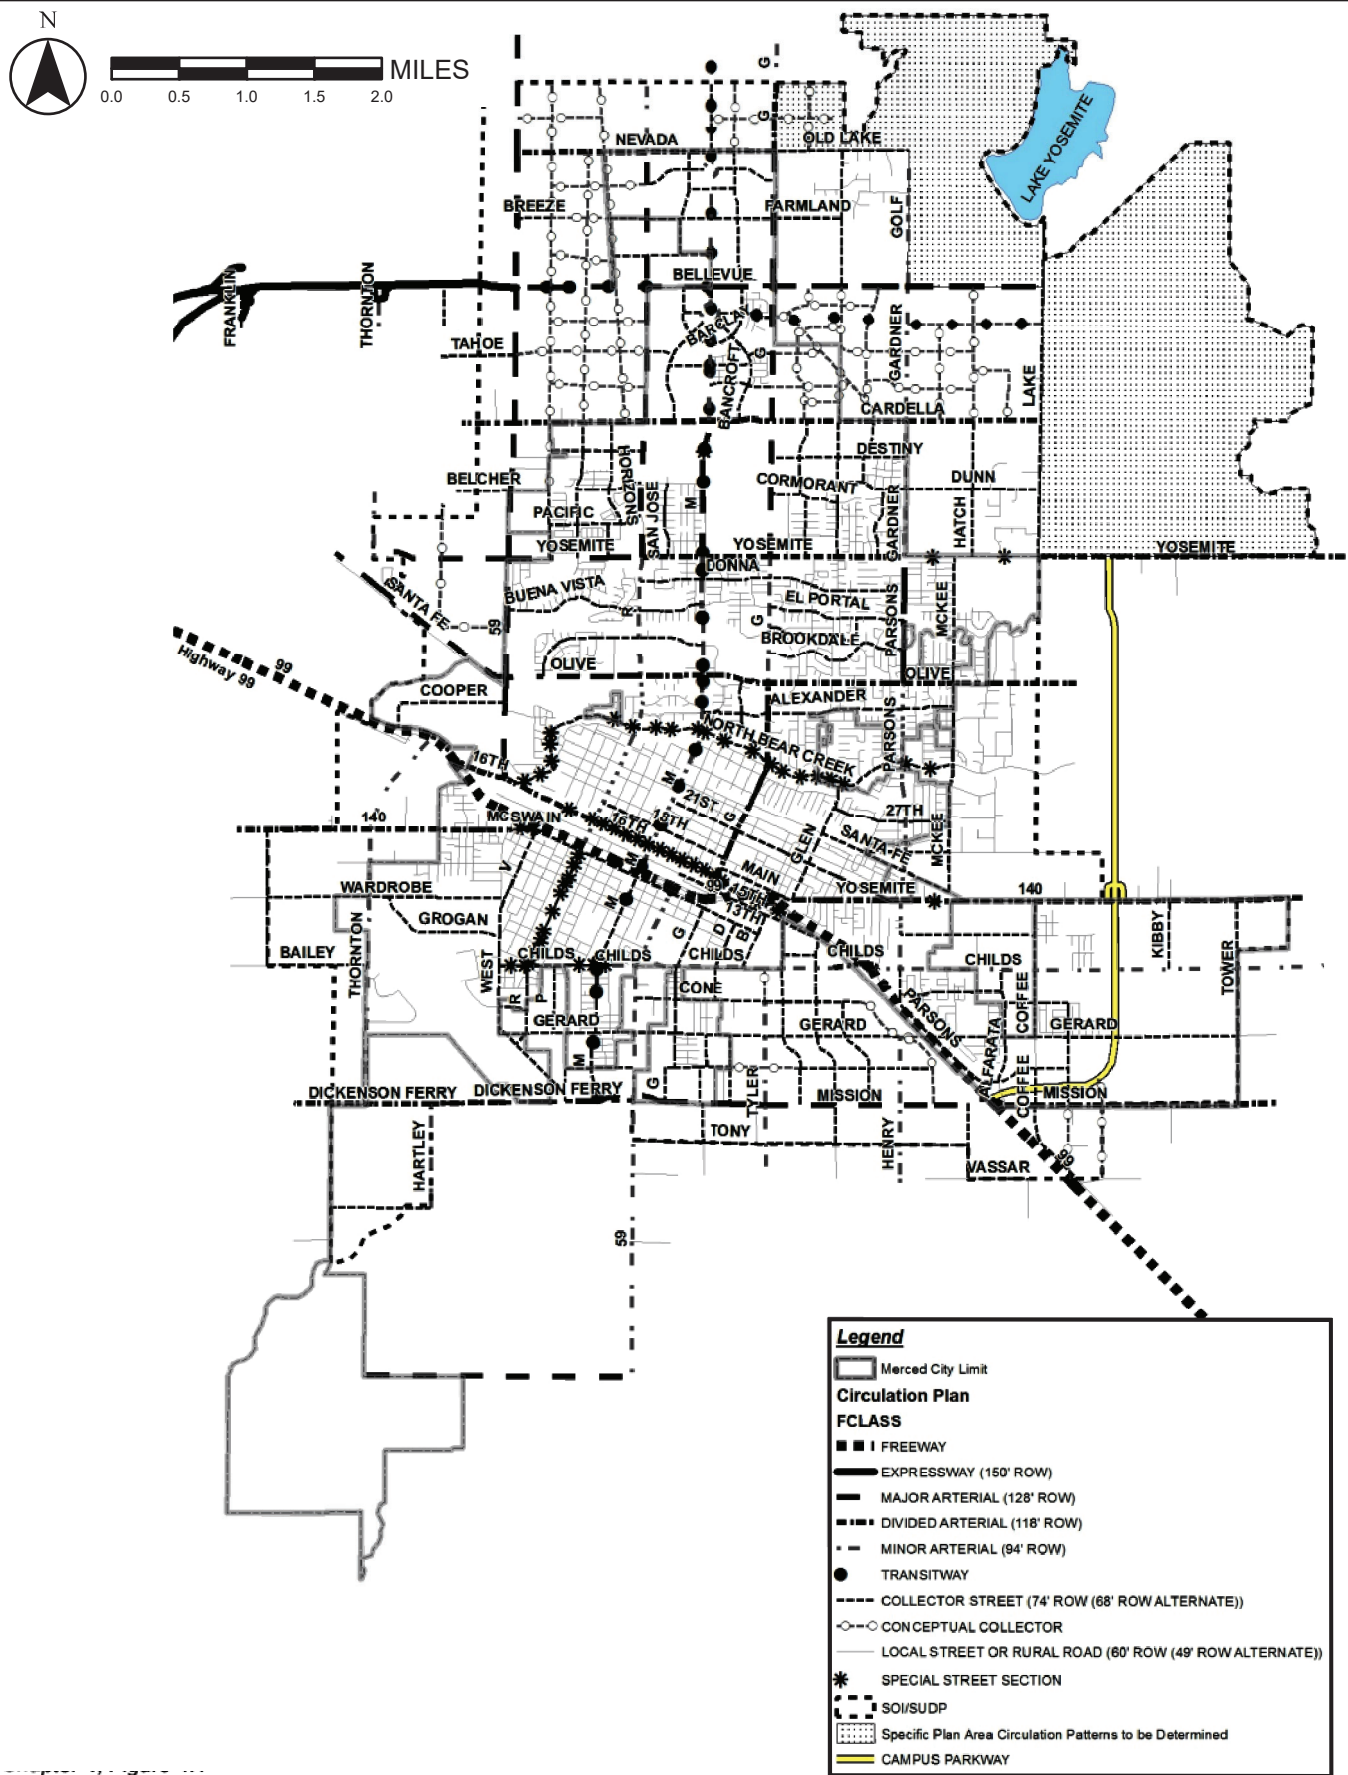 N
MILES
0.0 0.5 1.0 1.5 2.0
G
G
NEVADA
OLD LAKE
LAKE YOSEMITE
BREEZE
FARMLAND
GOLF
BELLEVUE
FRANKLIN
THORNTON
BARCLAY
TAHOE
G
GARDNER
BANCROFT
LAKE
CARDELLA
DESTINY
HORIZONS
BELCHER
CORMORANT
DUNN
SAN JOSE
M
PACIFIC
GARDNER
HATCH
YOSEMITE
YOSEMITE
YOSEMITE
DONNA
SANTA FE
BUENA VISTA
R
EL PORTAL
PARSONS
MCKEE
G
59
BROOKDALE
99
Highway 99
OLIVE
OLIVE
COOPER
ALEXANDER
NORTH BEAR CREEK
PARSONS
16TH
M
21ST
27TH
140
MCSWAIN
16TH
18TH
G
GLEN
SANTA FE
MCKEE
V
M
MAIN
WARDROBE
99
15TH
YOSEMITE
140
M
13TH
GROGAN
G
D
B
KIBBY
BAILEY
THORNTON
WEST
CHILDS
CHILDS
CHILDS
CHILDS
CHILDS
TOWER
R
P
CONE
PARSONS
COFFEE
GERARD
GERARD
GERARD
ALFARATA
M
G
TYLER
COFFEE
DICKENSON FERRY
DICKENSON FERRY
MISSION
MISSION
TONY
HENRY
HARTLEY
VASSAR
99
59
Legend
Merced City Limit
Circulation Plan
FCLASS
FREEWAY
EXPRESSWAY (150' ROW)
MAJOR ARTERIAL (128' ROW)
DIVIDED ARTERIAL (118' ROW)
MINOR ARTERIAL (94' ROW)
TRANSITWAY
COLLECTOR STREET (74' ROW (68' ROW ALTERNATE))
CONCEPTUAL COLLECTOR
LOCAL STREET OR RURAL ROAD (60' ROW (49' ROW ALTERNATE))
SPECIAL STREET SECTION
SOI/SUDP
Specific Plan Area Circulation Patterns to be Determined
CAMPUS PARKWAY